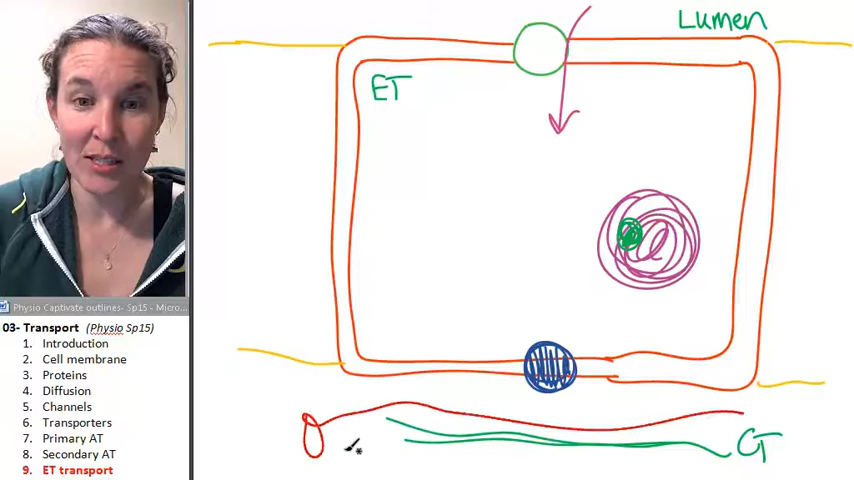 Lumen
ET
CT
Physio Captivate outlines- Sp15 - Micro...
03- Transport (Physio Sp15)
1. Introduction
2. Cell membrane
3. Proteins
4. Diffusion
5. Channels
6. Transporters
7. Primary AT
8. Secondary AT
9. ET transport